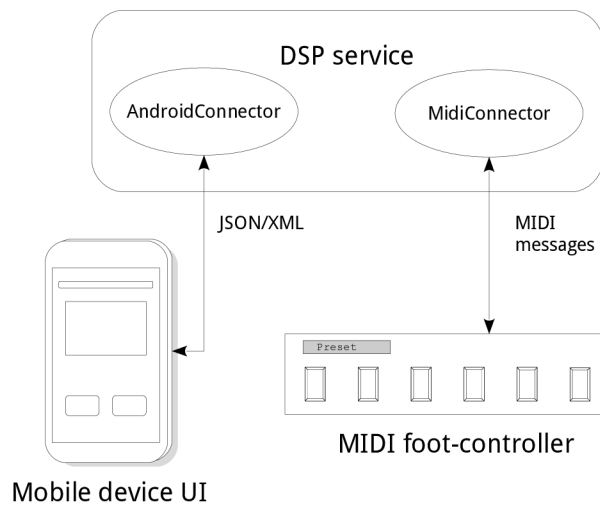 DSP service
AndroidConnector
MidiConnector
JSON/XML
MIDI
messages
Preset
MIDI foot-controller
Mobile device UI